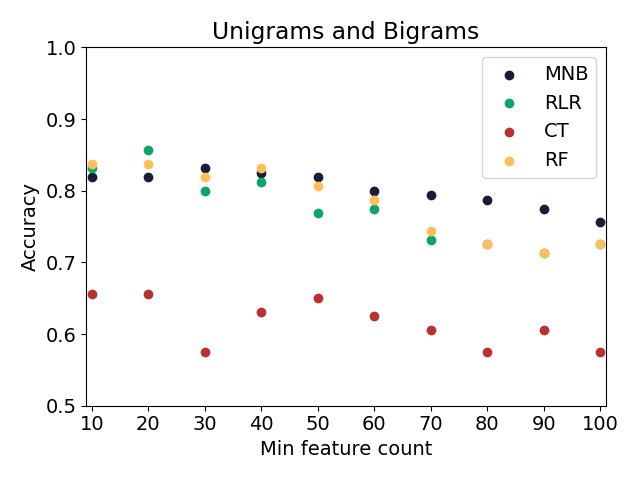 Unigrams and Bigrams
1.0
0.9
0.8
0.7
0.6
0.5
Accuracy
MNB
RLR
CT
RF
10 20 30 40 50 60 70 80 90 100
Min feature count